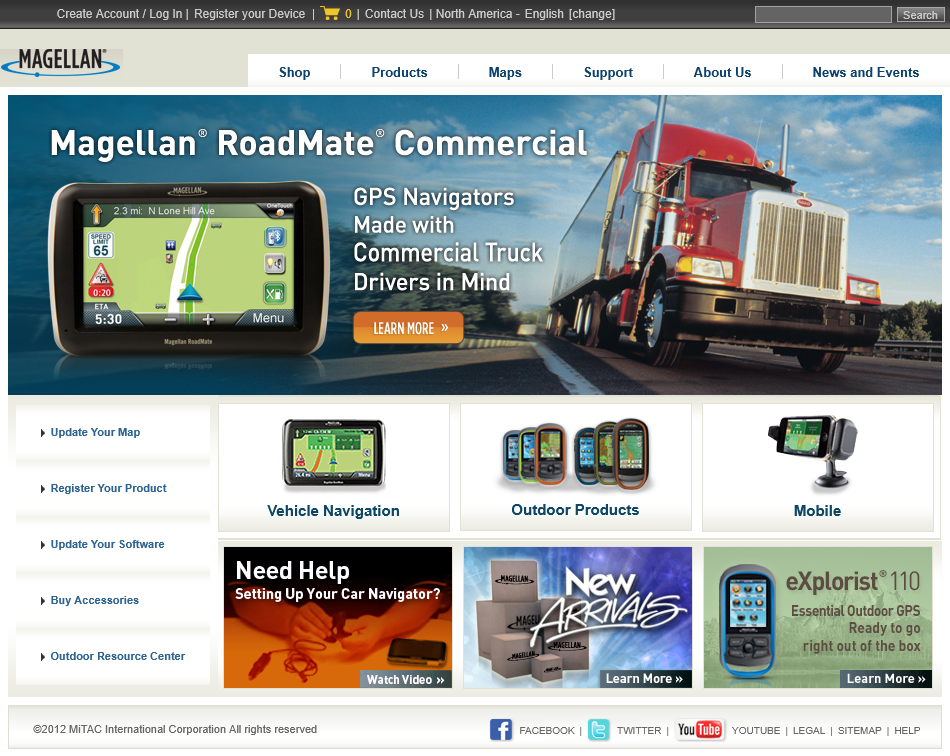 Create Account / Log In | Register your Device | 0 | Contact Us | North America - English [change]
Search
MAGELLAN®
Shop
Products
Maps
Support
About Us
News and Events
Magellan® RoadMate® Commercial
GPS Navigators
Made with
Commercial Truck
Drivers in Mind
LEARN MORE »
MAGELLAN
2.3 mi: N Lone Hill Ave
OneTouch
SPEED
LIMIT
65
0:20
ETA
5:30
Menu
Magellan RoadMate
Update Your Map
Register Your Product
Update Your Software
Buy Accessories
Outdoor Resource Center
Vehicle Navigation
Outdoor Products
Mobile
Need Help
Setting Up Your Car Navigator?
Watch Video »
MAGELLAN
MAGELLAN
MAGELLAN
MAGELLAN
New
ARRIVALS
Learn More »
eXplorist® 110
Essential Outdoor GPS
Ready to go
right out of the box
Learn More »
©2012 MiTAC International Corporation All rights reserved
FACEBOOK | TWITTER | YouTube YOUTUBE | LEGAL | SITEMAP | HELP